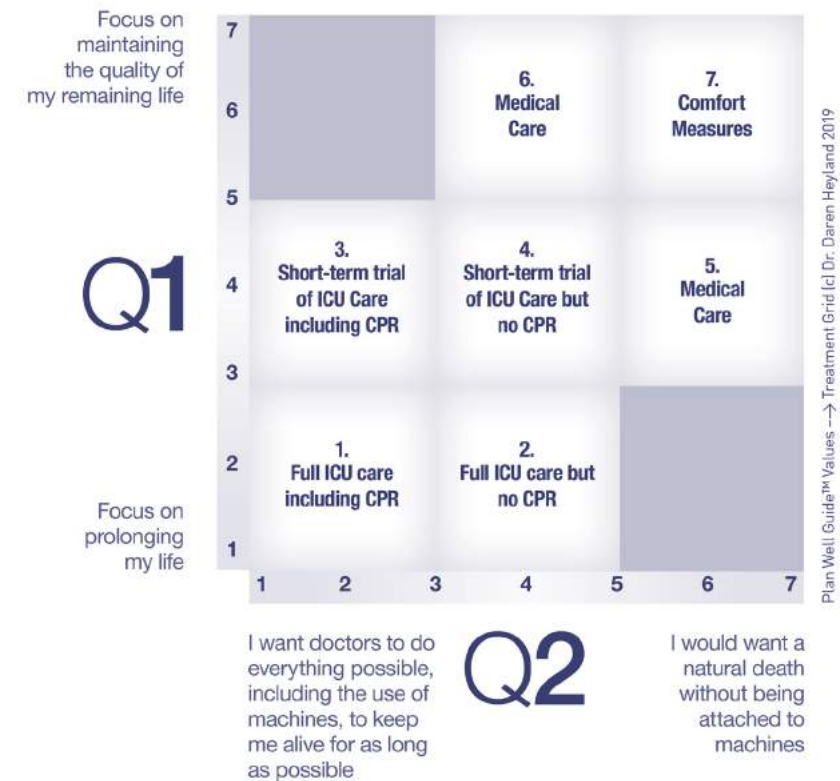 Focus on
maintaining
the quality of
my remaining life
7
6
5
4
3
2
1
Q1
Focus on
prolonging
my life
6.
Medical
Care
7.
Comfort
Measures
3.
Short-term trial
of ICU Care
including CPR
4.
Short-term trial
of ICU Care but
no CPR
5.
Medical
Care
1.
Full ICU care
including CPR
2.
Full ICU care but
no CPR
1 2 3 4 5 6 7
I want doctors to do
everything possible,
including the use of
machines, to keep
me alive for as long
as possible
Q2
I would want a
natural death
without being
attached to
machines
Plan Well Guide™ Values --> Treatment Grid (c) Dr. Daren Heyland 2019